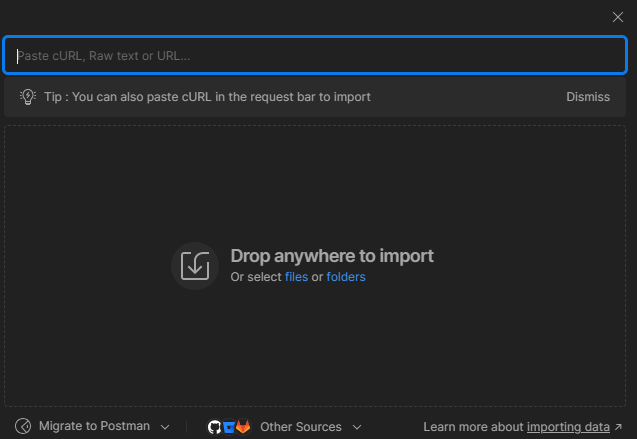 Paste cURL, Raw text or URL...
Tip : You can also paste cURL in the request bar to import
Dismiss
Drop anywhere to import
Or select files or folders
Migrate to Postman
Other Sources
Learn more about importing data